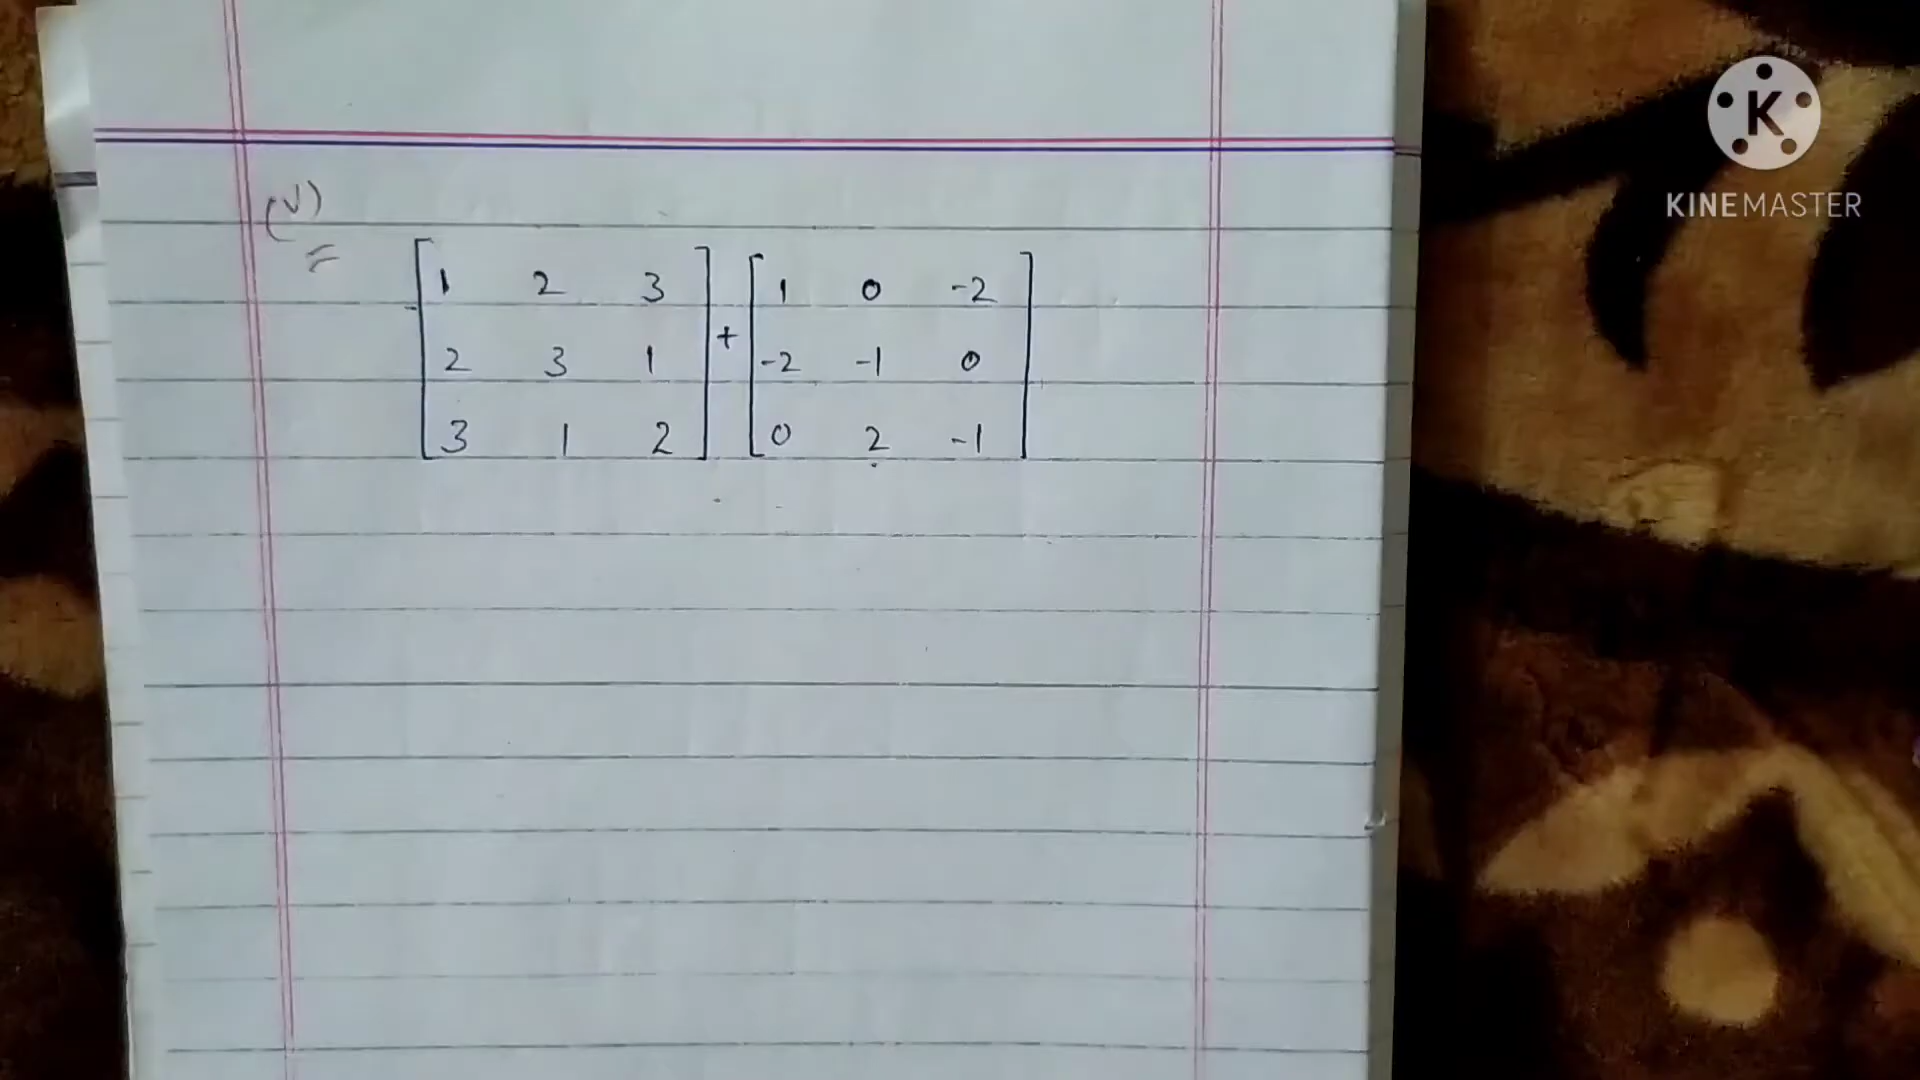 (v)
[1 2 3] [1 0 -2]
[2 3 1] + [-2 -1 0]
[3 1 2] [0 2 -1]
K
KINEMASTER